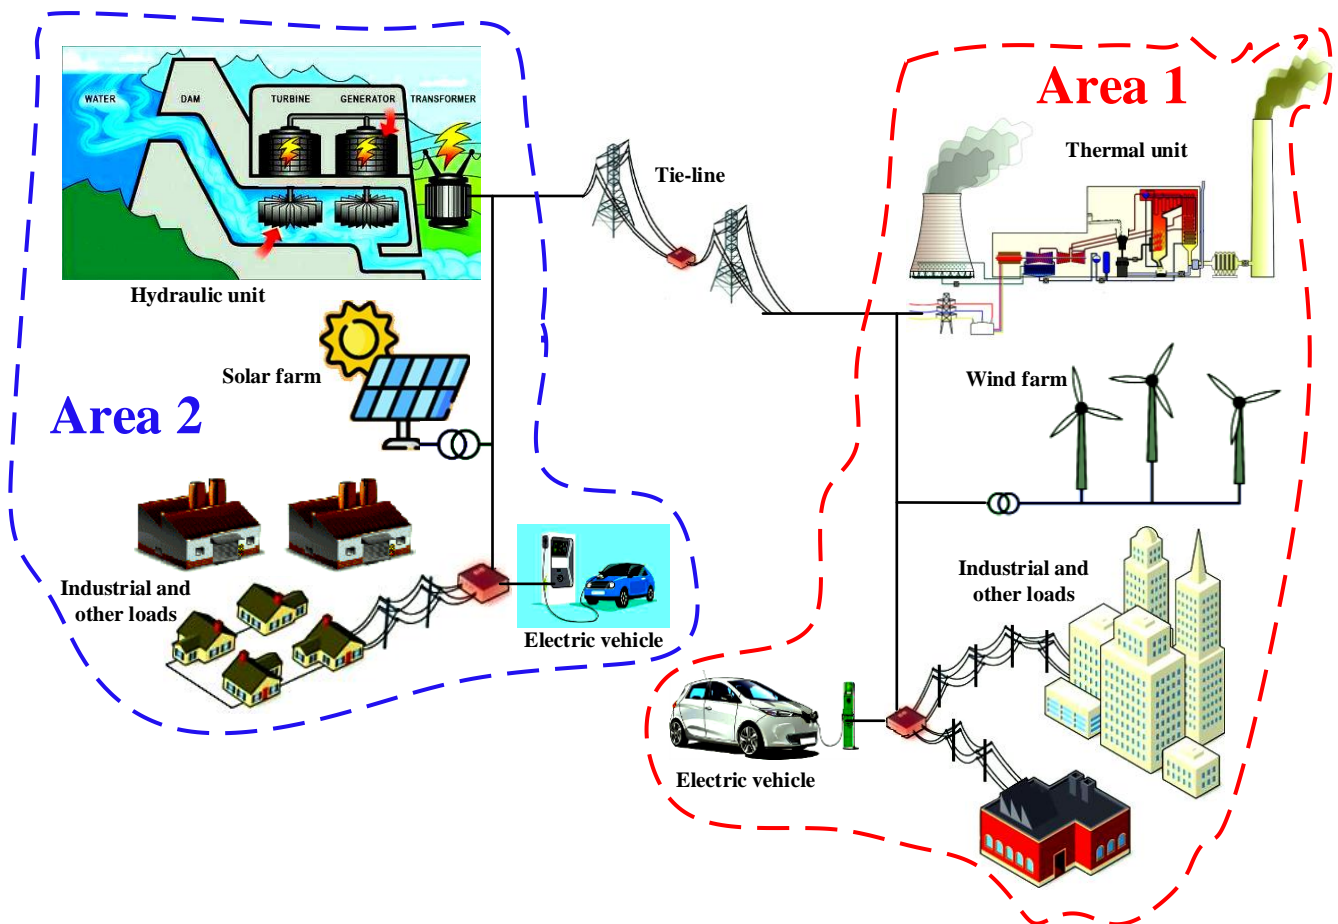 Area 1
WATER
DAM
TURBINE
GENERATOR
TRANSFORMER
Tie-line
Thermal unit
Hydraulic unit
Solar farm
Wind farm
Area 2
Industrial and
other loads
Electric vehicle
Industrial and
other loads
Electric vehicle